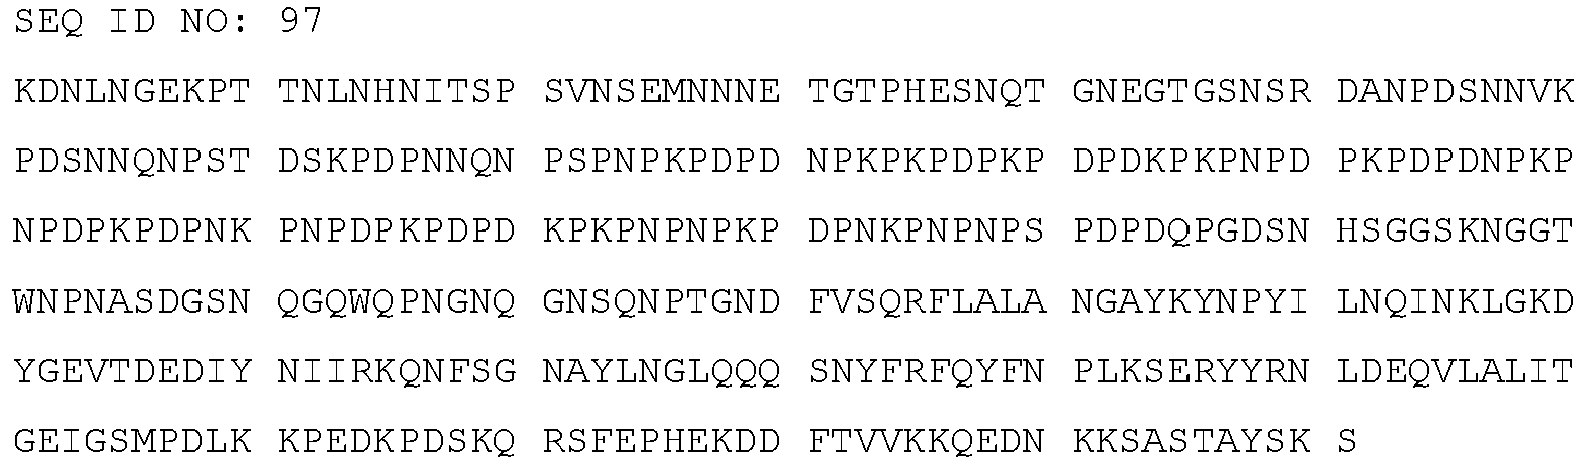 SEQ ID NO: 97
KDNLNGEKPT TNLNHNITSP SVNSEMNNNE TGTPHESNQT GNEGTGSNSR DANPDSNNVK
PDSNNQNPST DSKPDPNNQN PSPNPKPDPD NPKPKPDPKP DPDKPKPNPD PKPDPDNPKP
NPDPKPDPNK PNPDPKPDPD KPKPNPNPKP DPNKPNPNPS PDPDQPGDSN HSGGSKNGGT
WNPNASDGSN QGQWQPNGNQ GNSQNPTGND FVSQRFLALA NGAYKYNPYI LNQINKLGKD
YGEVTDEDIY NIIRKQNFSG NAYLNGLQQQ SNYFRFQYFN PLKSERYYRN LDEQVLALIT
GEIGSMPDLK KPEDKPDSKQ RSFEPHEKDD FTVVKKQEDN KKSASTAYSK S